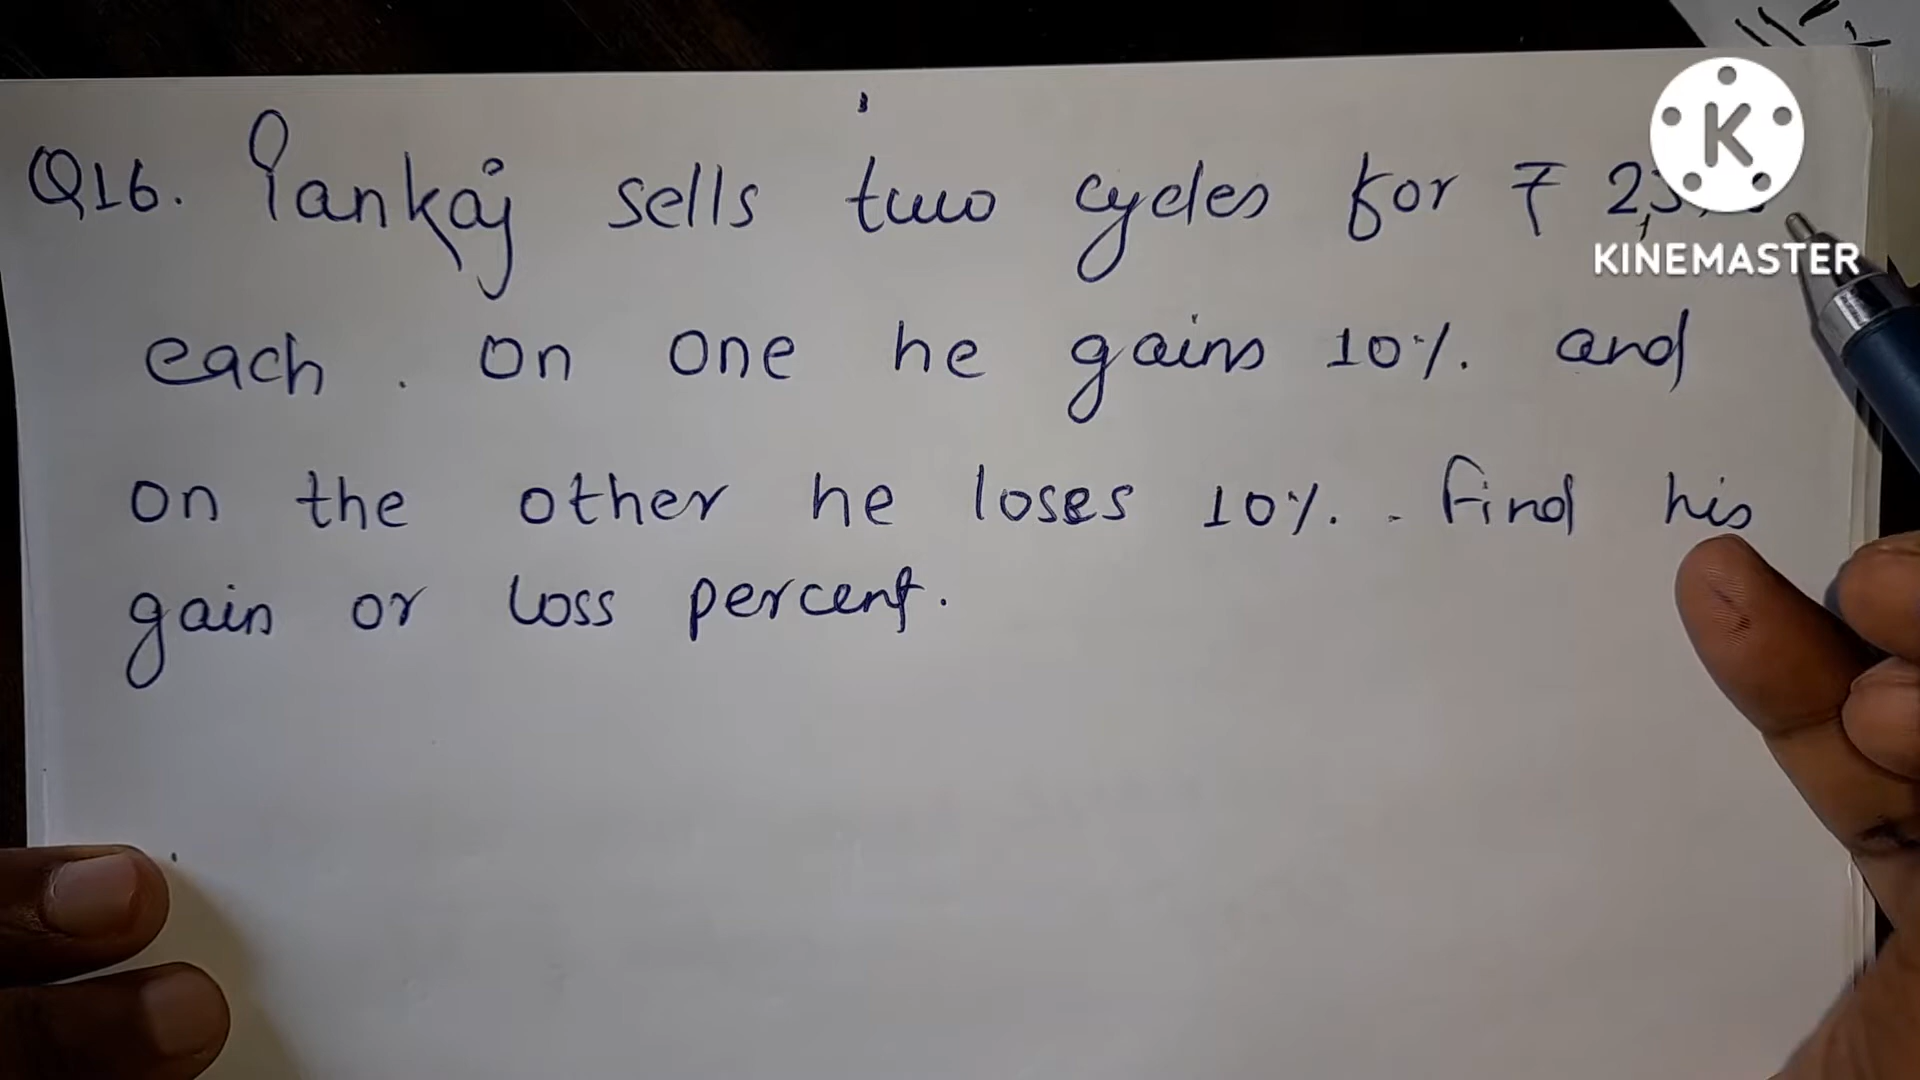 Q16. Pankaj sells two cycles for ₹
each. On one he gains 10%. and
on the other he loses 10%. . Find his
gain or loss percent.
K
KINEMASTER